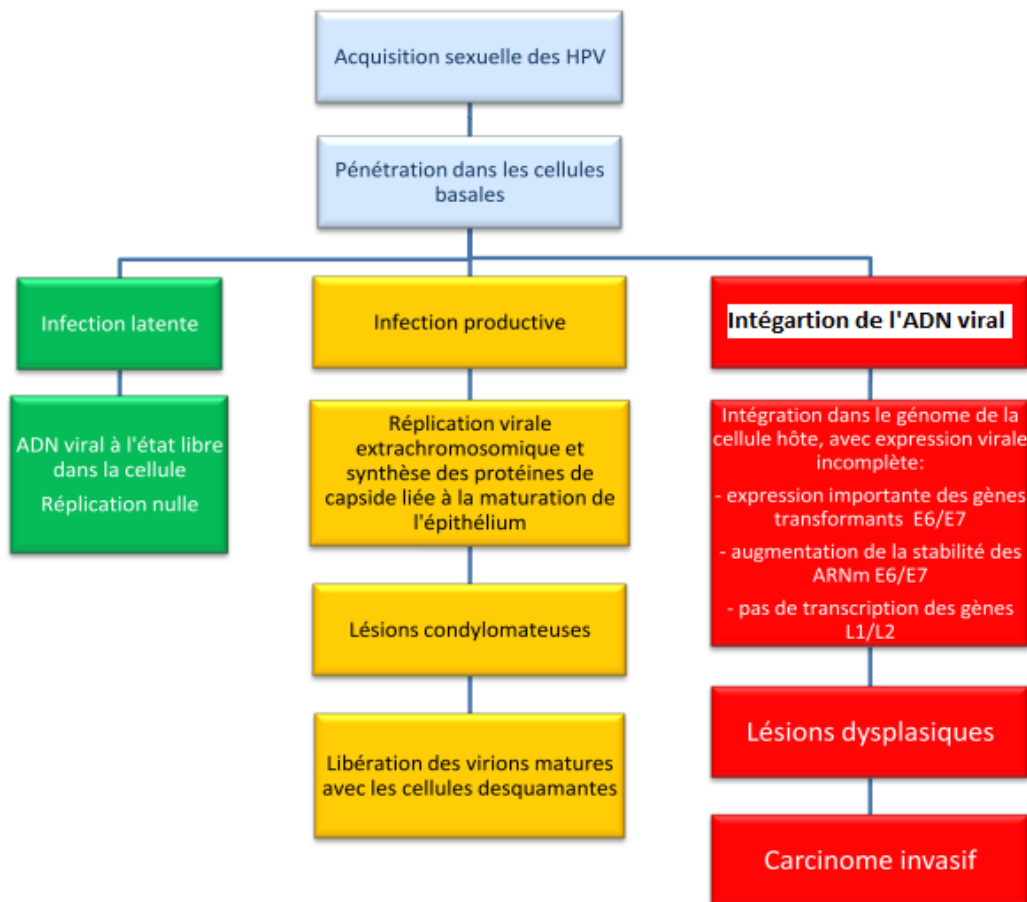 Acquisition sexuelle des HPV
Pénétration dans les cellules
basales
Infection latente
ADN viral à l'état libre
dans la cellule
Réplication nulle
Infection productive
Réplication virale
extrachromosomique et
synthèse des protéines de
capside liée à la maturation de
l'épithélium
Lésions condylomateuses
Libération des virions matures
avec les cellules desquamantes
Intégartion de l'ADN viral
Intégration dans le génome de la
cellule hôte, avec expression virale
incomplète:
- expression importante des gènes
transformants E6/E7
- augmentation de la stabilité des
ARNm E6/E7
- pas de transcription des gènes
L1/L2
Lésions dysplasiques
Carcinome invasif